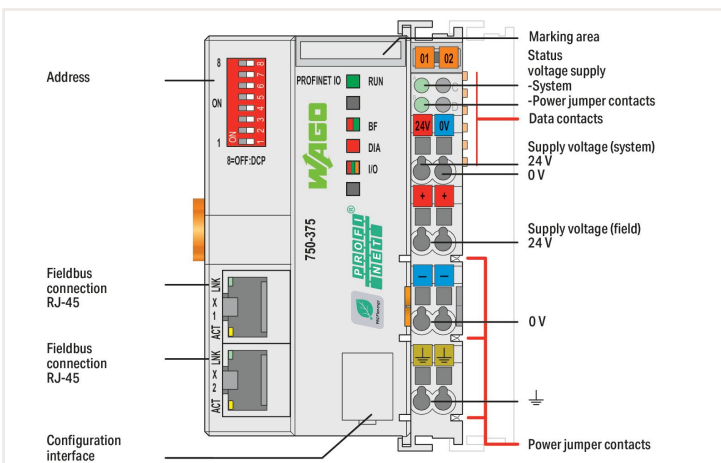 Address
Fieldbus
connection
RJ-45
Fieldbus
connection
RJ-45
Configuration
interface
8
ON
1
8
7
6
5
4
3
2
1
ON
8=OFF:DCP
LNK
X
1
ACT
LNK
X
2
ACT
PROFINET IO
RUN
BF
DIA
I/O
WAGO
750-375
PROFI
NET
01 02
24V 0V
+ +
— —
Marking area
Status
voltage supply
-System
-Power jumper contacts
Data contacts
Supply voltage (system)
24 V
0 V
Supply voltage (field)
24 V
0 V
Power jumper contacts